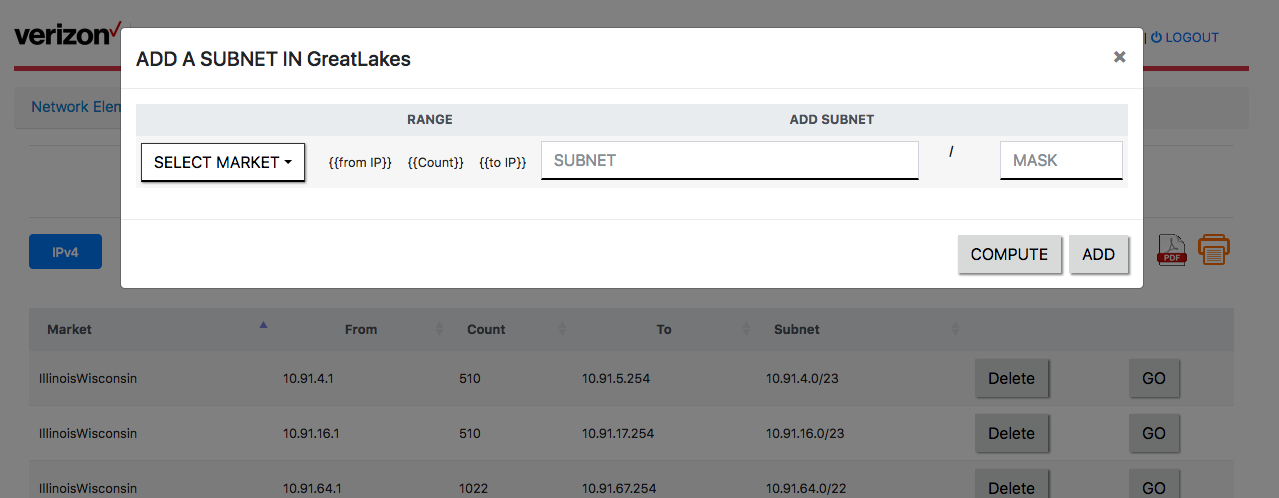 verizon
| LOGOUT
ADD A SUBNET IN GreatLakes
×
Network Elem
RANGE ADD SUBNET
SELECT MARKET {{from IP}} {{Count}} {{to IP}} SUBNET / MASK
COMPUTE ADD
IPv4
PDF
Market From Count To Subnet
IllinoisWisconsin 10.91.4.1 510 10.91.5.254 10.91.4.0/23 Delete GO
IllinoisWisconsin 10.91.16.1 510 10.91.17.254 10.91.16.0/23 Delete GO
IllinoisWisconsin 10.91.64.1 1022 10.91.67.254 10.91.64.0/22 Delete GO